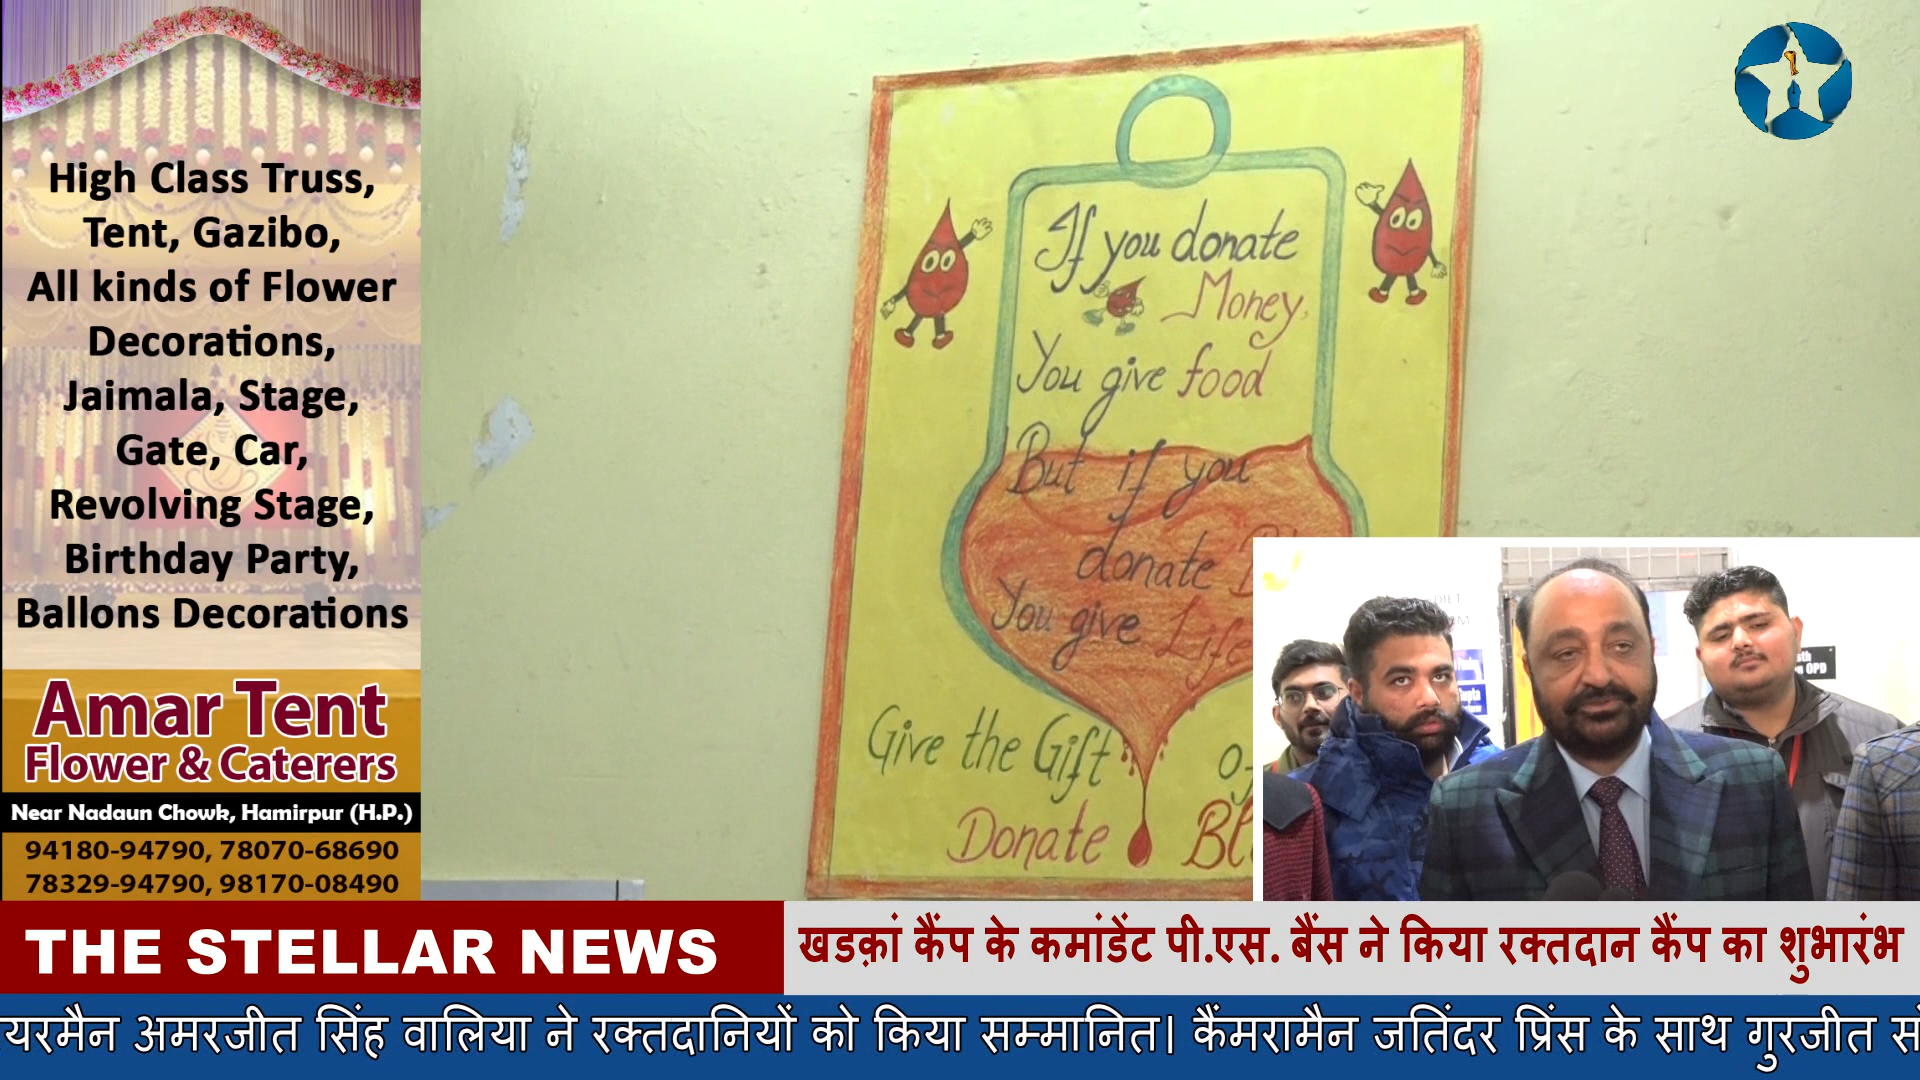 High Class Truss,
Tent, Gazibo,
All kinds of Flower
Decorations,
Jaimala, Stage,
Gate, Car,
Revolving Stage,
Birthday Party,
Ballons Decorations
Amar Tent
Flower & Caterers
Near Nadaun Chowk, Hamirpur (H.P.)
94180-94790, 78070-68690
78329-94790, 98170-08490
If you donate
Money,
You give food
But if you
donate
You give Life
Give the Gift
Donate
OPD
THE STELLAR NEWS
खडक़ां कैंप के कमांडेंट पी.एस. बैंस ने किया रक्तदान कैंप का शुभारंभ
यरमैन अमरजीत सिंह वालिया ने रक्तदानियों को किया सम्मानित| कैंमरामैन जतिंदर प्रिंस के साथ गुरजीत